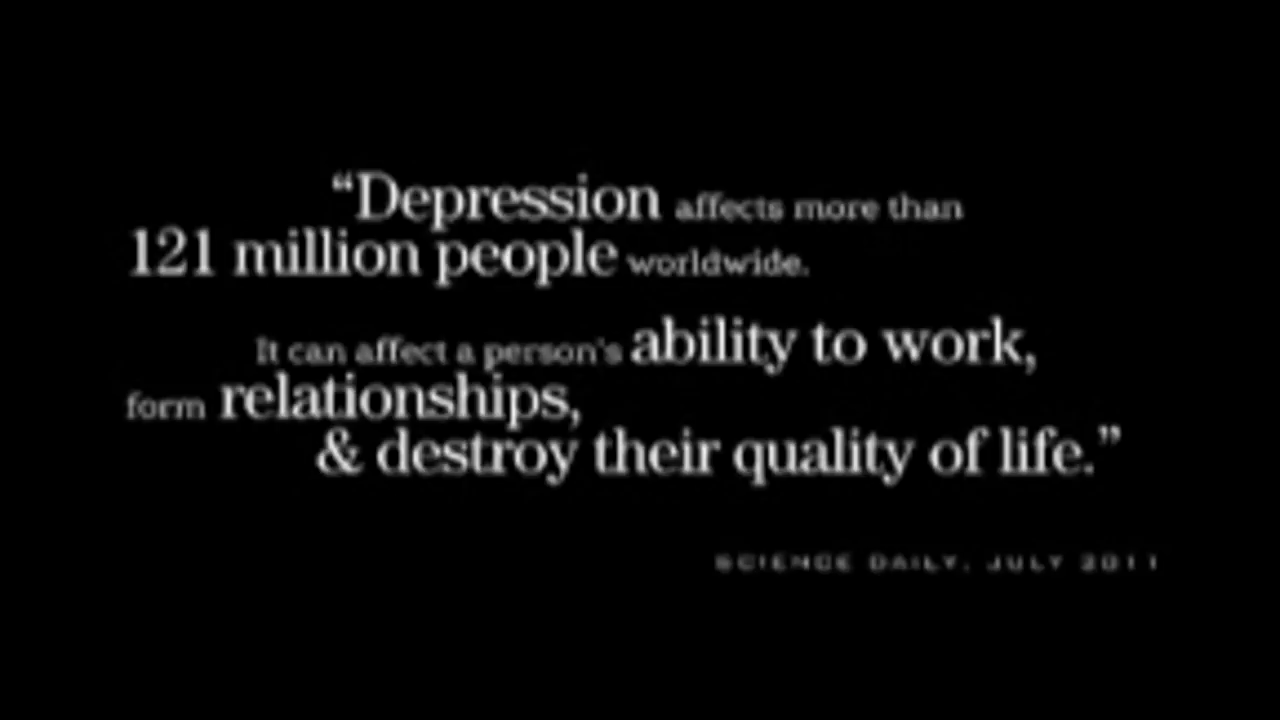 “Depression affects more than
121 million people worldwide.
It can affect a person's ability to work,
form relationships,
& destroy their quality of life.”
SCIENCE DAILY, JULY 2011